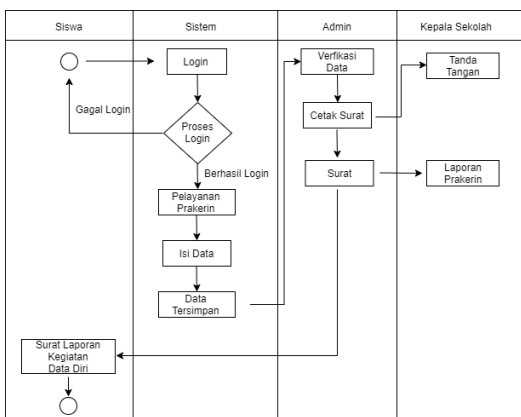 Siswa
Sistem
Admin
Kepala Sekolah
Login
Verfikasi
Data
Tanda
Tangan
Gagal Login
Proses
Login
Cetak Surat
Berhasil Login
Surat
Laporan
Prakerin
Pelayanan
Prakerin
Isi Data
Data
Tersimpan
Surat Laporan
Kegiatan
Data Diri